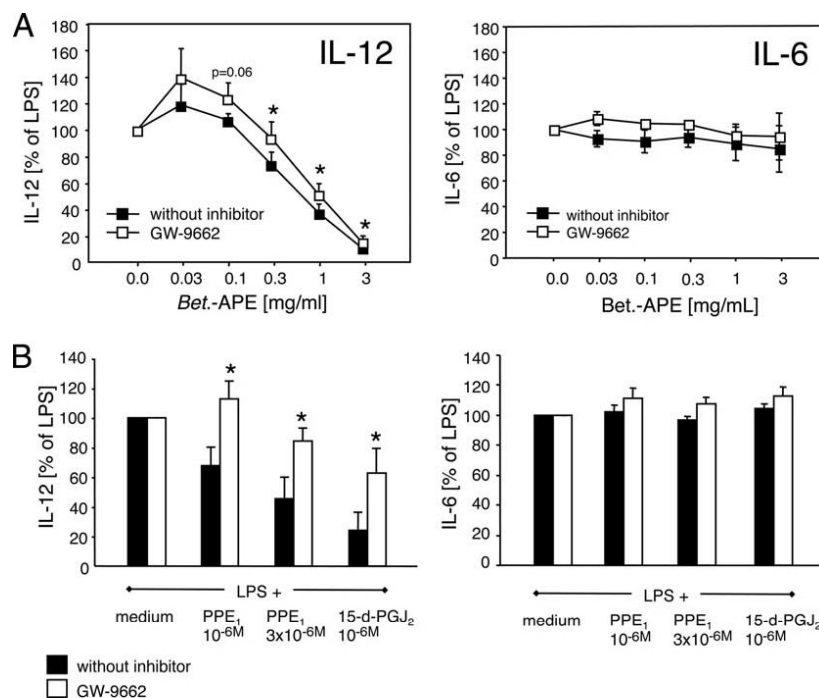 A
IL-12
IL-12 [% of LPS]
180
160
140
120
100
80
60
40
20
0
p=0.06
*
*
*
without inhibitor
GW-9662
0.0 0.03 0.1 0.3 1 3
Bet.-APE [mg/ml]
IL-6
IL-6 [% of LPS]
180
160
140
120
100
80
60
40
20
0
without inhibitor
GW-9662
0.0 0.03 0.1 0.3 1 3
Bet.-APE [mg/mL]
B
IL-12 [% of LPS]
140
120
100
80
60
40
20
0
*
*
*
LPS +
medium PPE₁ PPE₁ 15-d-PGJ₂
10⁻⁶M 3x10⁻⁶M 10⁻⁶M
IL-6 [% of LPS]
140
120
100
80
60
40
20
0
LPS +
medium PPE₁ PPE₁ 15-d-PGJ₂
10⁻⁶M 3x10⁻⁶M 10⁻⁶M
without inhibitor
GW-9662